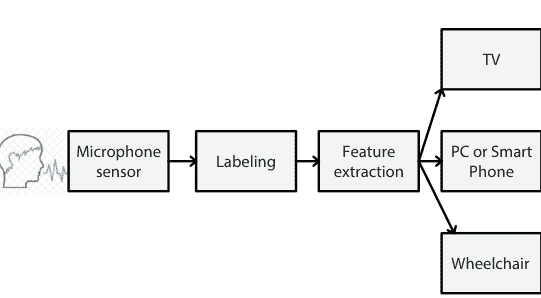 TV
Microphone
sensor
Labeling
Feature
extraction
PC or Smart
Phone
Wheelchair